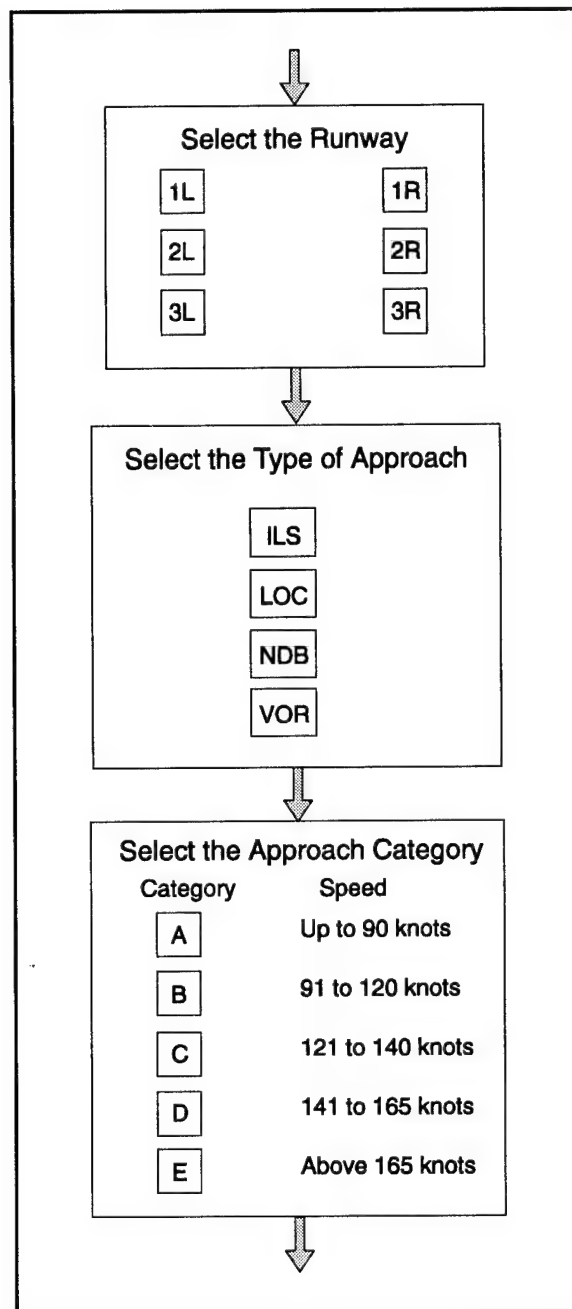 Select the Runway
1L 1R
2L 2R
3L 3R
Select the Type of Approach
ILS
LOC
NDB
VOR
Select the Approach Category
Category Speed
A Up to 90 knots
B 91 to 120 knots
C 121 to 140 knots
D 141 to 165 knots
E Above 165 knots